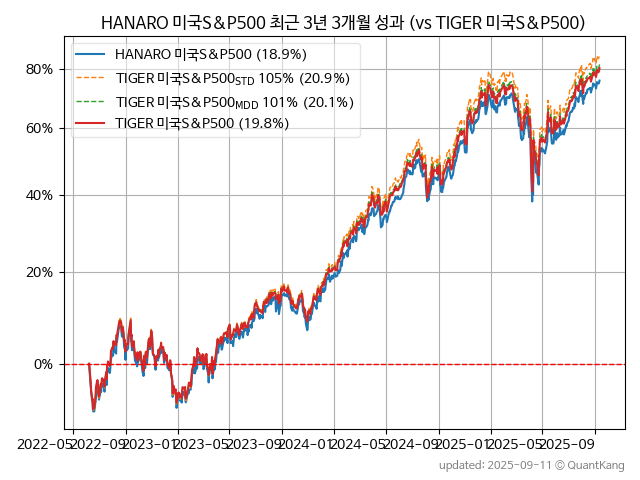 HANARO 미국S&P500 최근 3년 3개월 성과 (vs TIGER 미국S&P500)
HANARO 미국S&P500 (18.9%)
TIGER 미국S&P500STD 105% (20.9%)
TIGER 미국S&P500MDD 101% (20.1%)
TIGER 미국S&P500 (19.8%)
80%
60%
40%
20%
0%
2022-05 2022-09 2023-01 2023-05 2023-09 2024-01 2024-05 2024-09 2025-01 2025-05 2025-09
updated: 2025-09-11 © QuantKang